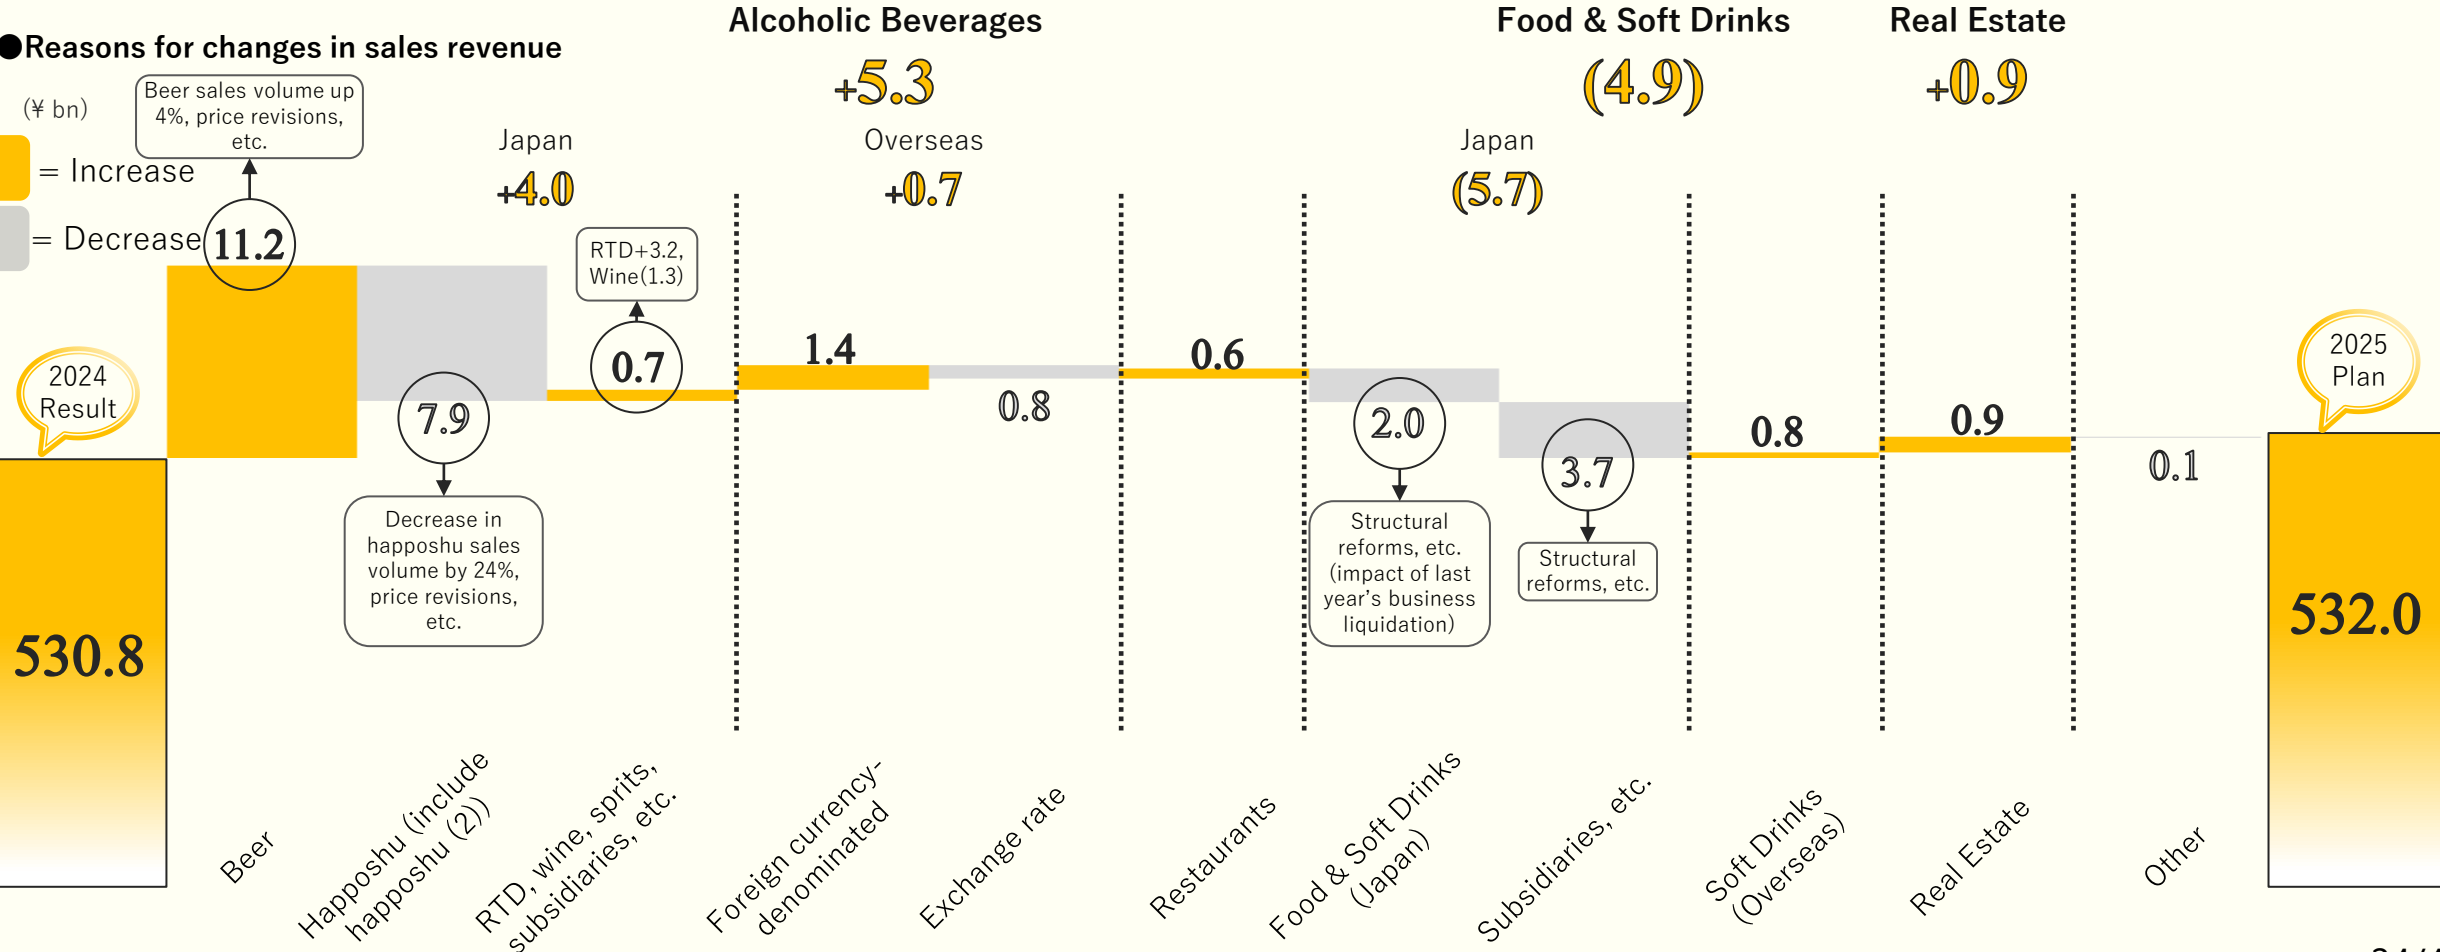 ●Reasons for changes in sales revenue
(¥ bn)
= Increase
= Decrease
Alcoholic Beverages
+5.3
Food & Soft Drinks
(4.9)
Real Estate
+0.9
Japan
+4.0
Overseas
+0.7
Japan
(5.7)
2024
Result
530.8
Beer sales volume up
4%, price revisions,
etc.
11.2
7.9
Decrease in
happoshu sales
volume by 24%,
price revisions,
etc.
RTD+3.2,
Wine(1.3)
0.7
1.4
0.8
0.6
2.0
Structural
reforms, etc.
(impact of last
year’s business
liquidation)
3.7
Structural
reforms, etc.
0.8
0.9
0.1
2025
Plan
532.0
Beer
Happoshu (include
happoshu (2))
RTD, wine, sprits,
subsidiaries, etc.
Foreign currency-
denominated
Exchange rate
Restaurants
Food & Soft Drinks
(Japan)
Subsidiaries, etc.
Soft Drinks
(Overseas)
Real Estate
Other